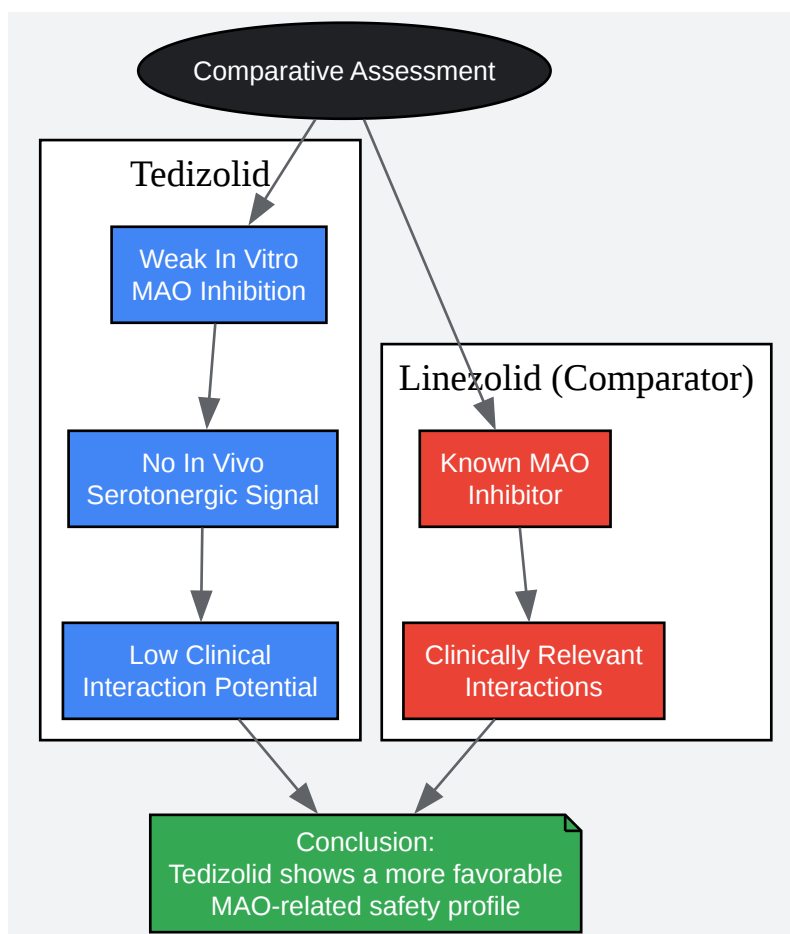 Comparative Assessment
Tedizolid
Weak In Vitro
MAO Inhibition
No In Vivo
Serotonergic Signal
Low Clinical
Interaction Potential
Linezolid (Comparator)
Known MAO
Inhibitor
Clinically Relevant
Interactions
Conclusion:
Tedizolid shows a more favorable
MAO-related safety profile